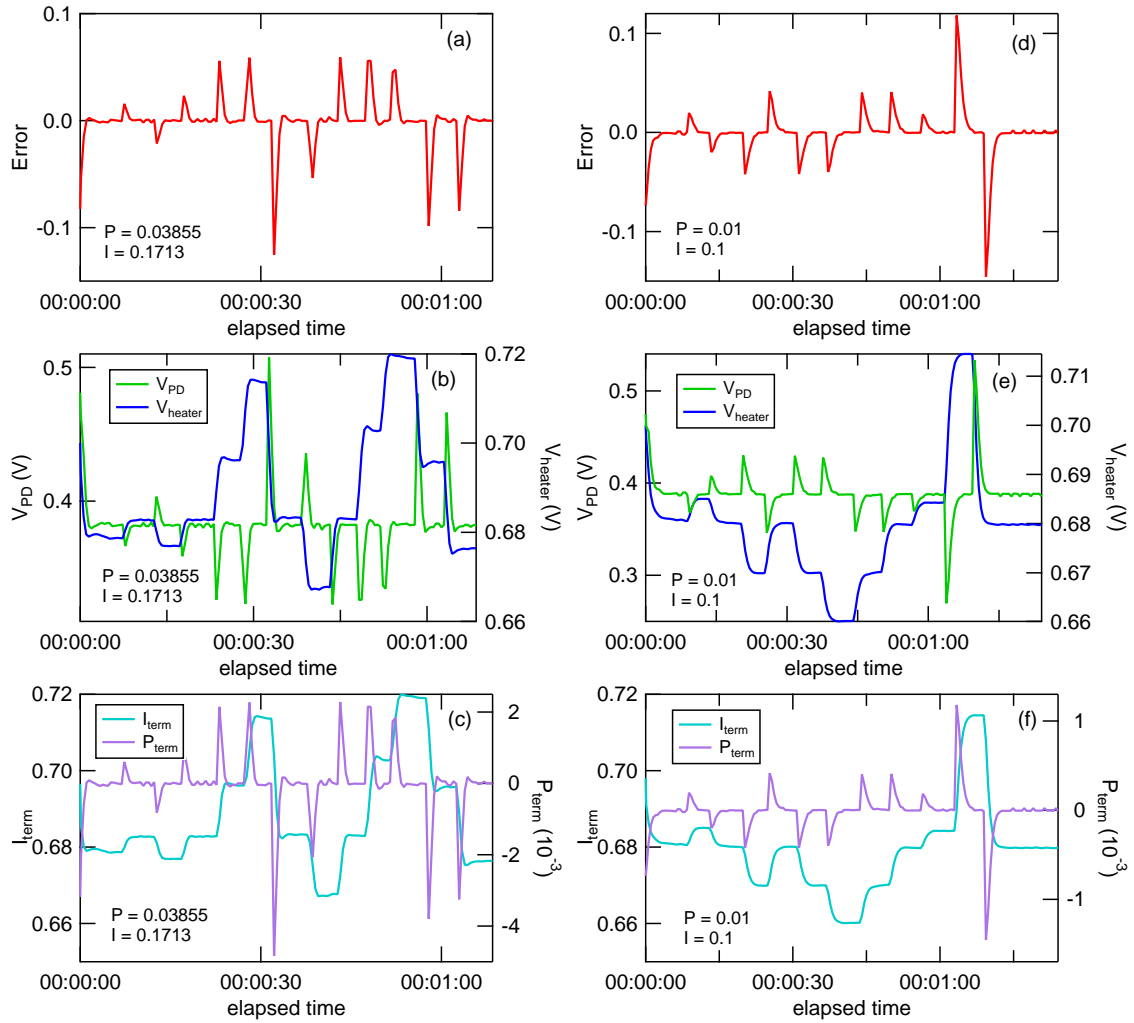 (a)
0.1
0.0
-0.1
Error
P = 0.03855
I = 0.1713
00:00:00
00:00:30
00:01:00
elapsed time
(d)
0.1
0.0
-0.1
Error
P = 0.01
I = 0.1
00:00:00
00:00:30
00:01:00
elapsed time
(b)
V_PD
V_heater
0.5
0.4
V_PD (V)
0.72
0.70
0.68
0.66
V_heater (V)
P = 0.03855
I = 0.1713
00:00:00
00:00:30
00:01:00
elapsed time
(e)
V_PD
V_heater
0.5
0.4
0.3
V_PD (V)
0.71
0.70
0.69
0.68
0.67
0.66
V_heater (V)
P = 0.01
I = 0.1
00:00:00
00:00:30
00:01:00
elapsed time
(c)
I_term
P_term
0.72
0.70
0.68
0.66
I_term
2
0
-2
-4
P_term (10^-3)
P = 0.03855
I = 0.1713
00:00:00
00:00:30
00:01:00
elapsed time
(f)
I_term
P_term
0.72
0.70
0.68
0.66
I_term
1
0
-1
P_term (10^-3)
P = 0.01
I = 0.1
00:00:00
00:00:30
00:01:00
elapsed time